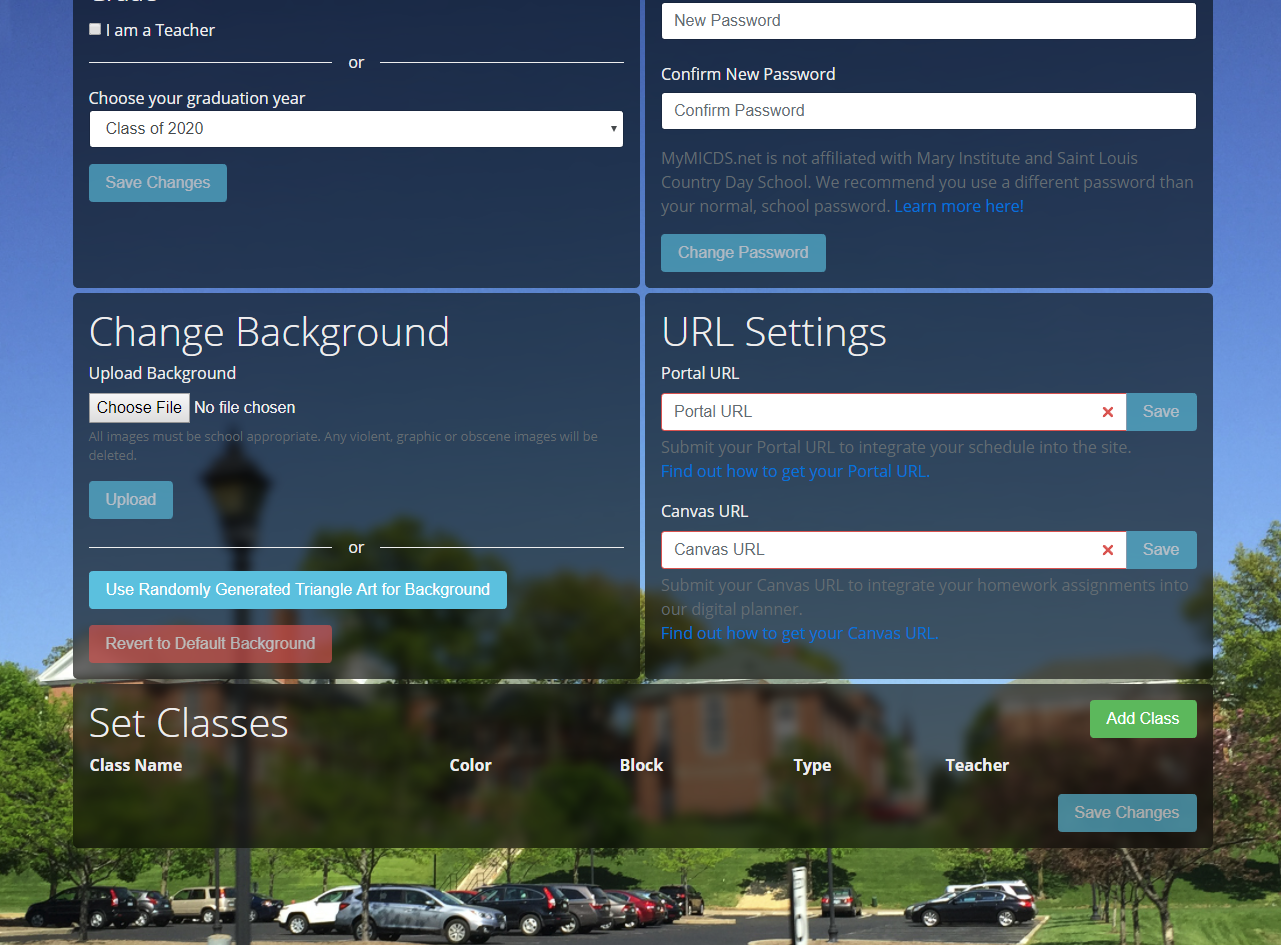 I am a Teacher
or
Choose your graduation year
Class of 2020
Save Changes
New Password
Confirm New Password
Confirm Password
MyMICDS.net is not affiliated with Mary Institute and Saint Louis
Country Day School. We recommend you use a different password than
your normal, school password. Learn more here!
Change Password
Change Background
Upload Background
Choose File No file chosen
All images must be school appropriate. Any violent, graphic or obscene images will be
deleted.
Upload
or
Use Randomly Generated Triangle Art for Background
Revert to Default Background
URL Settings
Portal URL
Portal URL
Save
Submit your Portal URL to integrate your schedule into the site.
Find out how to get your Portal URL.
Canvas URL
Canvas URL
Save
Submit your Canvas URL to integrate your homework assignments into
our digital planner.
Find out how to get your Canvas URL.
Set Classes
Add Class
Class Name Color Block Type Teacher
Save Changes